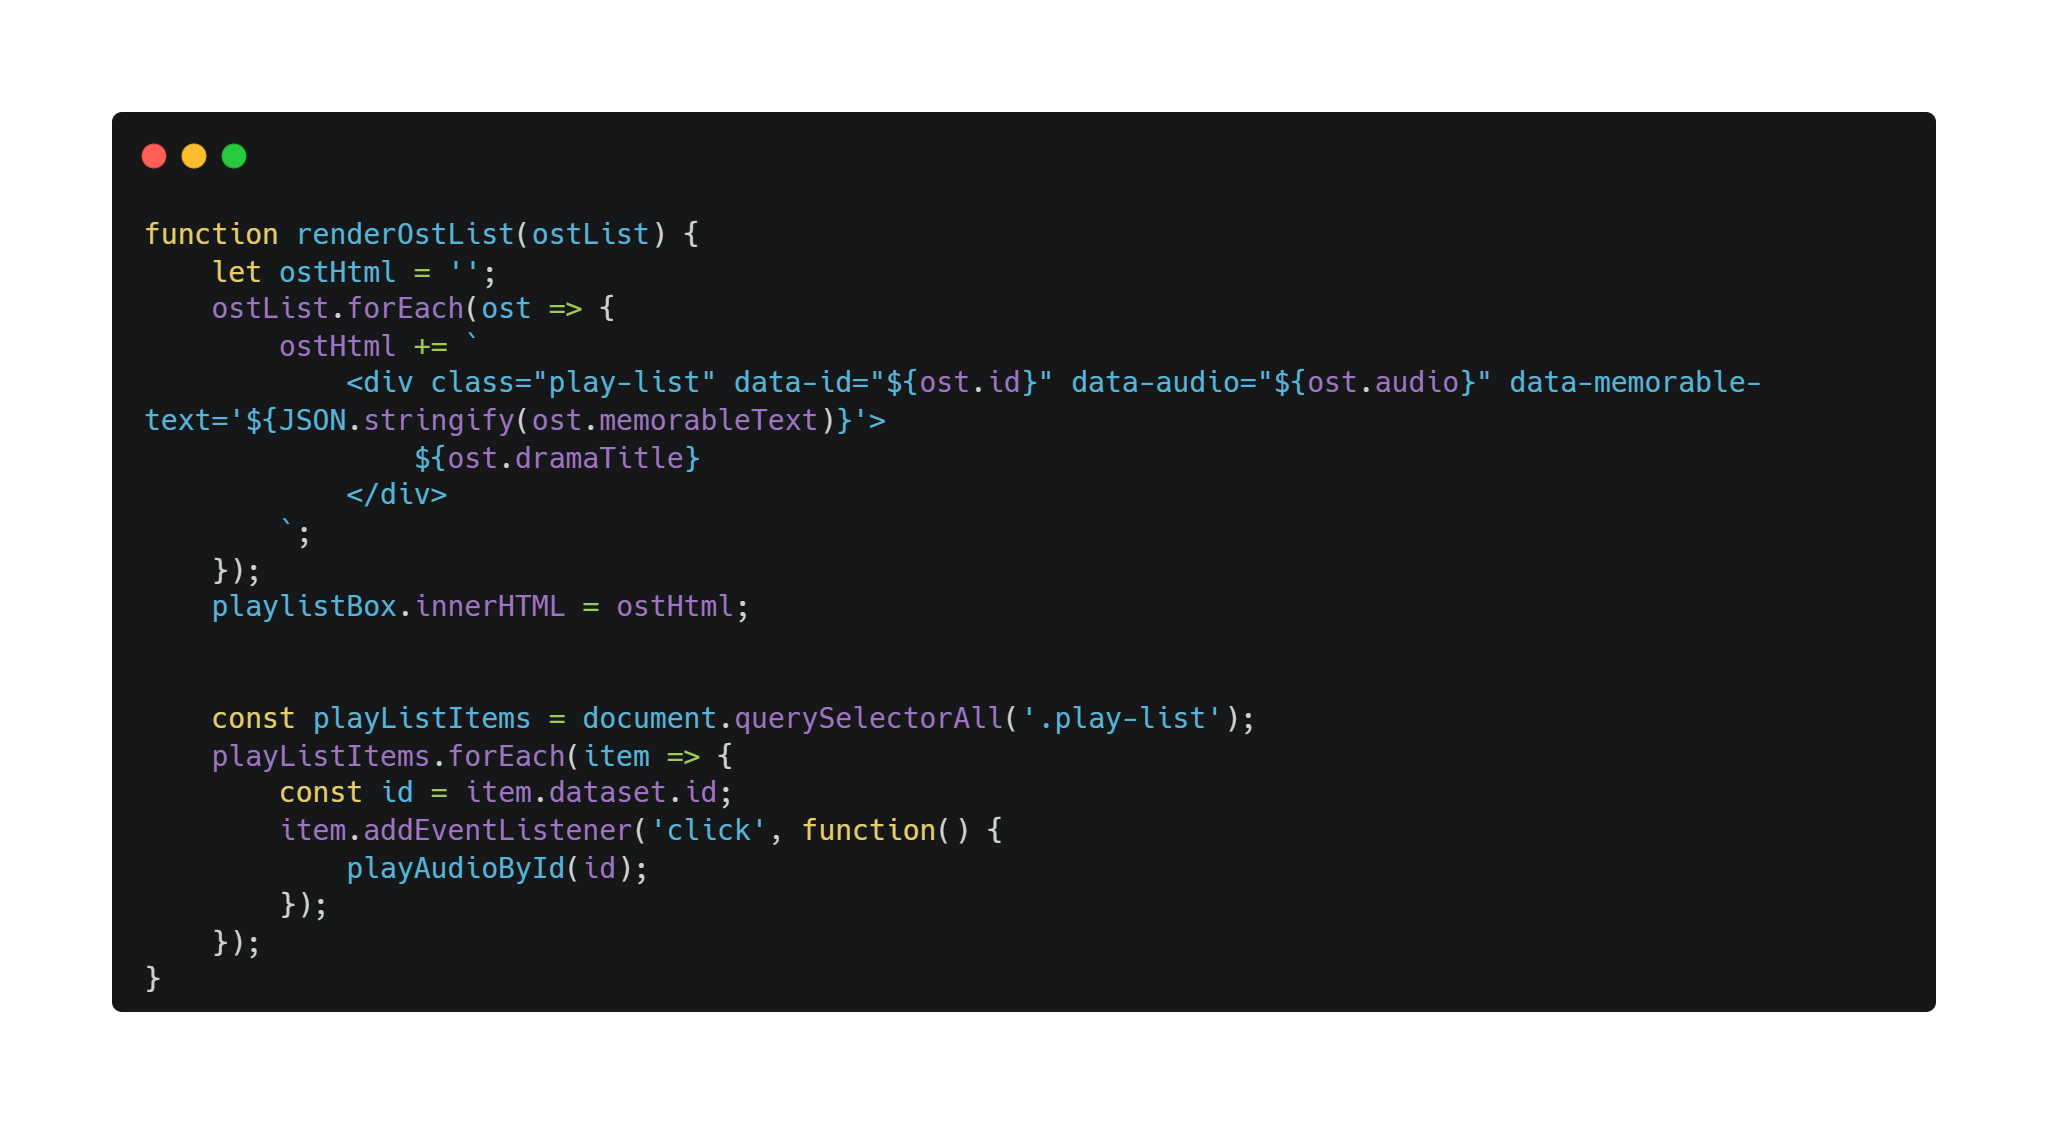 function renderOstList(ostList) {
    let ostHtml = '';
    ostList.forEach(ost => {
        ostHtml += `
            <div class="play-list" data-id="${ost.id}" data-audio="${ost.audio}" data-memorable-
text='${JSON.stringify(ost.memorableText)}'>
                ${ost.dramaTitle}
            </div>
        `;
    });
    playlistBox.innerHTML = ostHtml;


    const playListItems = document.querySelectorAll('.play-list');
    playListItems.forEach(item => {
        const id = item.dataset.id;
        item.addEventListener('click', function() {
            playAudioById(id);
        });
    });
}